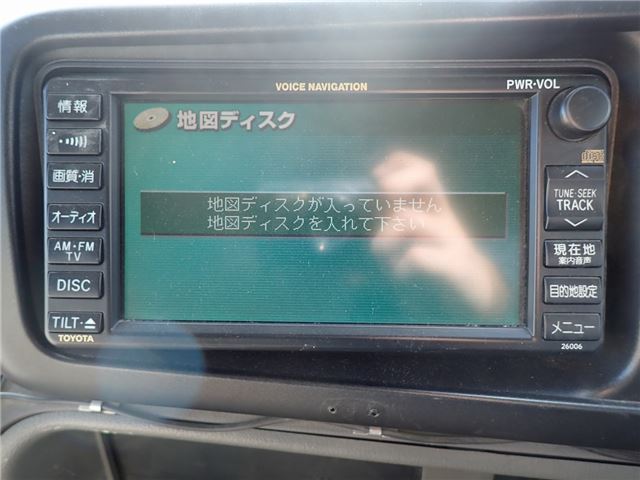 VOICE NAVIGATION
PWR·VOL
情報
画質・消
オーディオ
AM・FM
TV
DISC
TILT・⏏
TOYOTA
地図ディスク
地図ディスクが入っていません
地図ディスクを入れて下さい
TUNE·SEEK
TRACK
現在地
案内音声
目的地設定
メニュー
26006